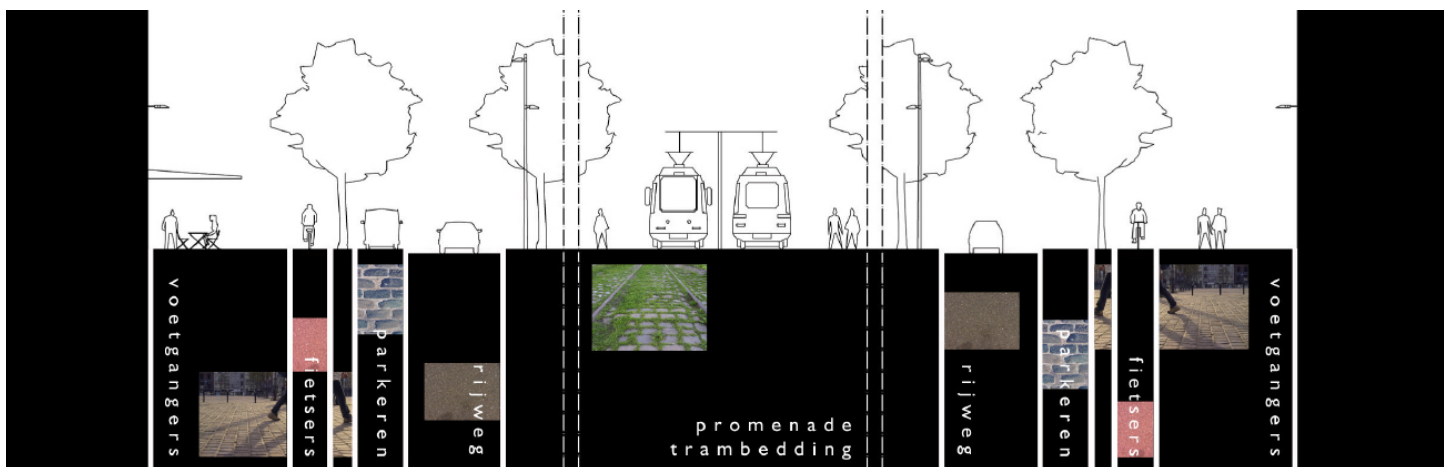 voetgangers
fietsers
parkeren
rijweg
promenade
trambedding
rijweg
parkeren
fietsers
voetgangers